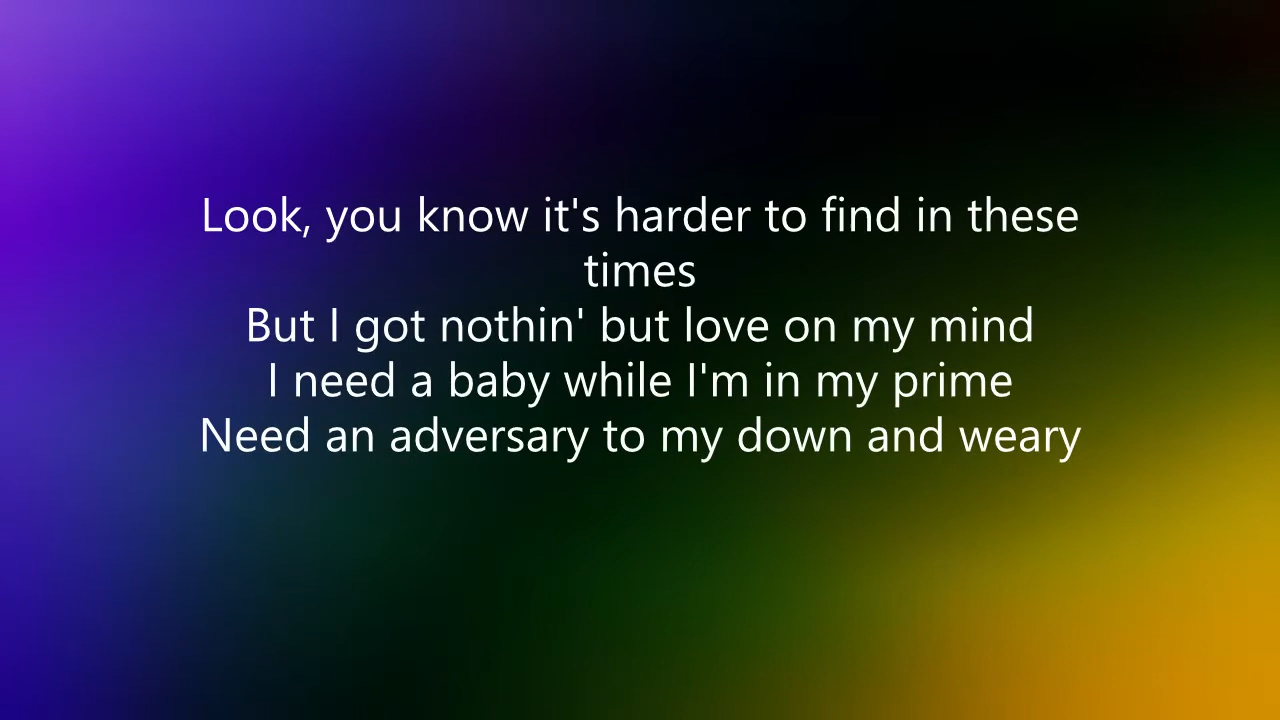 Look, you know it's harder to find in these
times
But I got nothin' but love on my mind
I need a baby while I'm in my prime
Need an adversary to my down and weary